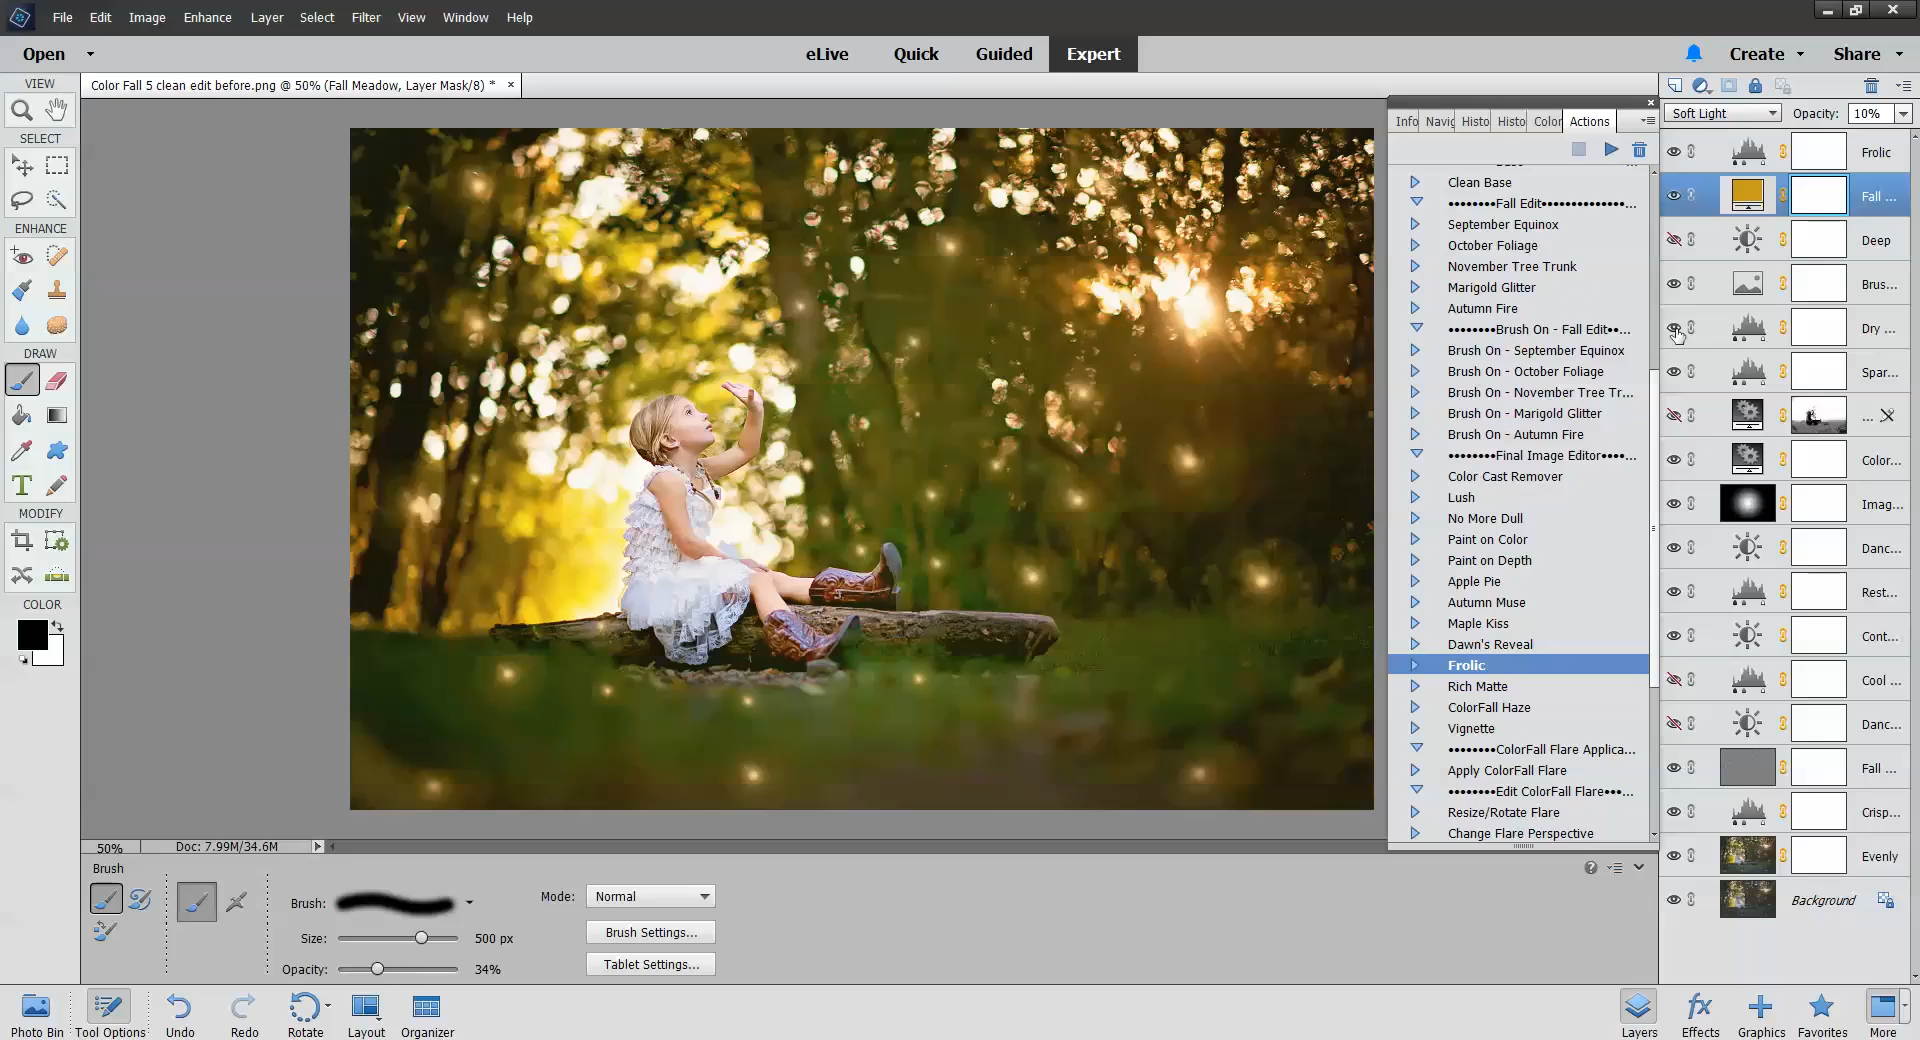 File Edit Image Enhance Layer Select Filter View Window Help
Open eLive Quick Guided Expert Create Share
VIEW
Color Fall 5 clean edit before.png @ 50% (Fall Meadow, Layer Mask/8) * ×
SELECT
ENHANCE
DRAW
T
MODIFY
COLOR
Info Navig Histo Histo Color Actions
Clean Base
••••••••Fall Edit••••••••••••••...
September Equinox
October Foliage
November Tree Trunk
Marigold Glitter
Autumn Fire
••••••••Brush On - Fall Edit••...
Brush On - September Equinox
Brush On - October Foliage
Brush On - November Tree Tr...
Brush On - Marigold Glitter
Brush On - Autumn Fire
••••••••Final Image Editor••••...
Color Cast Remover
Lush
No More Dull
Paint on Color
Paint on Depth
Apple Pie
Autumn Muse
Maple Kiss
Dawn's Reveal
Frolic
Rich Matte
ColorFall Haze
Vignette
••••••••ColorFall Flare Applica...
Apply ColorFall Flare
••••••••Edit ColorFall Flare•••...
Resize/Rotate Flare
Change Flare Perspective
Soft Light Opacity: 10%
Frolic
Fall ...
Deep
Brus...
Dry ...
Spar...
...
Color...
Imag...
Danc...
Rest...
Cont...
Cool ...
Danc...
Fall ...
Crisp...
Evenly
Background
50% Doc: 7.99M/34.6M
Brush
Brush:
Size: 500 px
Opacity: 34%
Mode: Normal
Brush Settings...
Tablet Settings...
Photo Bin Tool Options Undo Redo Rotate Layout Organizer
Layers fx Effects Graphics Favorites More